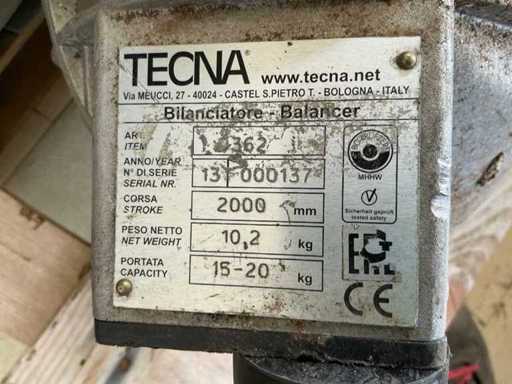 TECNA® www.tecna.net
Via MEUCCI, 27 - 40024 - CASTEL S.PIETRO T. - BOLOGNA - ITALY
Bilanciatore - Balancer
ART.
ITEM
ANNO/YEAR
N° DI SERIE
SERIAL NR.
13 000137
CORSA
STROKE
2000 mm
PESO NETTO
NET WEIGHT
10,2 kg
PORTATA
CAPACITY
15-20 kg
MHHW
Sicherheit geprüft
tested safety
CE